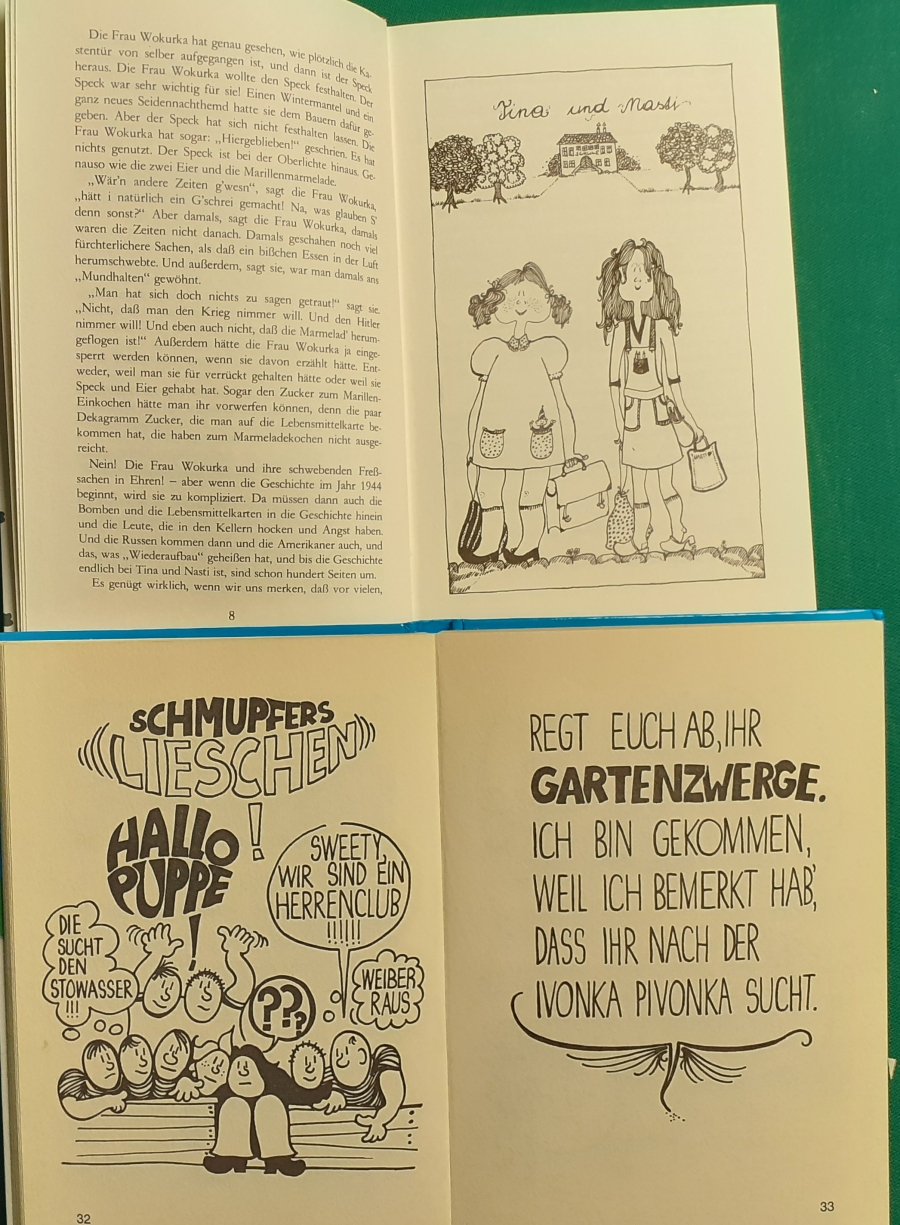 Die Frau Wokurka hat genau gesehen, wie plötzlich die Ka-
stentür von selber aufgegangen ist, und dann ist der Speck
heraus. Die Frau Wokurka wollte den Speck festhalten. Der
Speck war sehr wichtig für sie! Einen Wintermantel und ein
ganz neues Seidennachthemd hatte sie dem Bauern dafür ge-
geben. Aber der Speck hat sich nicht festhalten lassen. Die
Frau Wokurka hat sogar: „Hiergeblieben!“ geschrien. Es hat
nichts genutzt. Der Speck ist bei der Oberlichte hinaus. Ge-
nauso wie die zwei Eier und die Marillenmarmelade.
„Wär'n andere Zeiten g'wesn“, sagt die Frau Wokurka,
„hätt i natürlich ein G'schrei gemacht! Na, was glauben S'
denn sonst?“ Aber damals, sagt die Frau Wokurka, damals
waren die Zeiten nicht danach. Damals geschahen noch viel
fürchterlichere Sachen, als daß ein bißchen Essen in der Luft
herumschwebte. Und außerdem, sagt sie, war man damals ans
„Mundhalten“ gewöhnt.
„Man hat sich doch nichts zu sagen getraut!“ sagt sie.
„Nicht, daß man den Krieg nimmer will. Und den Hitler
nimmer will! Und eben auch nicht, daß die Marmelad' herum-
geflogen ist!“ Außerdem hätte die Frau Wokurka ja einge-
sperrt werden können, wenn sie davon erzählt hätte. Ent-
weder, weil man sie für verrückt gehalten hätte oder weil sie
Speck und Eier gehabt hat. Sogar den Zucker zum Marillen-
Einkochen hätte man ihr vorwerfen können, denn die paar
Dekagramm Zucker, die man auf die Lebensmittelkarte be-
kommen hat, die haben zum Marmeladekochen nicht ausge-
reicht.
Nein! Die Frau Wokurka und ihre schwebenden Freß-
sachen in Ehren! – aber wenn die Geschichte im Jahr 1944
beginnt, wird sie zu kompliziert. Da müssen dann auch die
Bomben und die Lebensmittelkarten in die Geschichte hinein
und die Leute, die in den Kellern hocken und Angst haben.
Und die Russen kommen dann und die Amerikaner auch, und
das, was „Wiederaufbau“ geheißen hat, und bis die Geschichte
endlich bei Tina und Nasti ist, sind schon hundert Seiten um.
Es genügt wirklich, wenn wir uns merken, daß vor vielen,
8
Tina und Nasti
SCHMUPFERS
LIESCHEN
!
HALLO
PUPPE
!
SWEETY,
WIR SIND EIN
HERRENCLUB
!!!!!!
DIE
SUCHT
DEN
STOWASSER
!!!
???
WEIBER
RAUS
32
REGT EUCH AB, IHR
GARTENZWERGE.
ICH BIN GEKOMMEN,
WEIL ICH BEMERKT HAB',
DASS IHR NACH DER
IVONKA PIVONKA SUCHT.
33